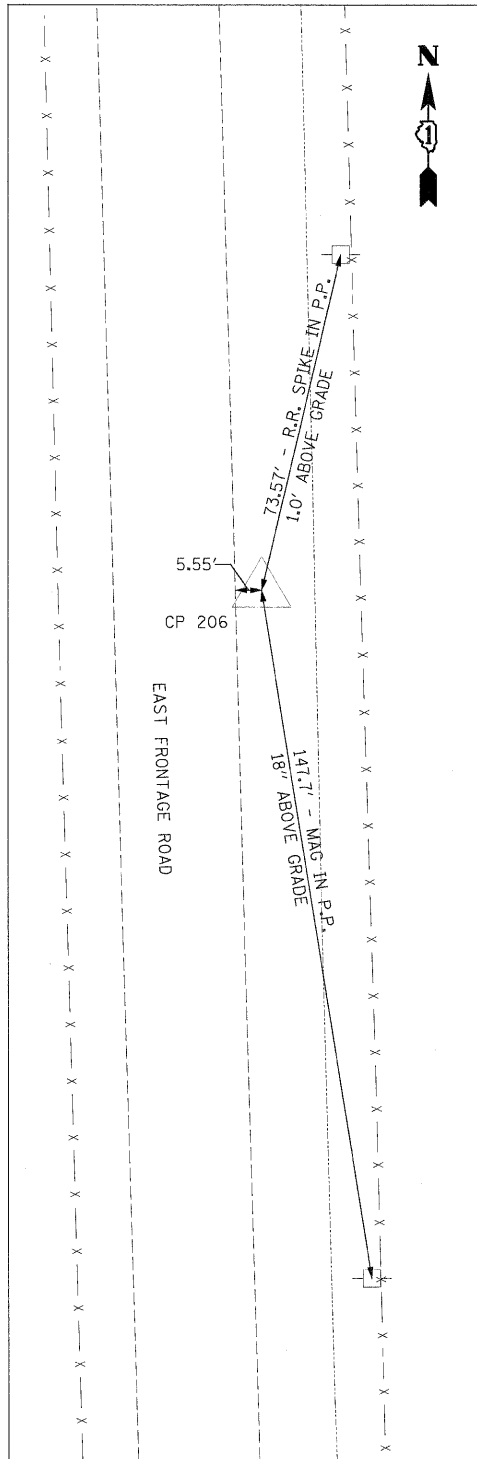 N
1
73.57' - R.R. SPIKE IN P.P.
1.0' ABOVE GRADE
5.55'
CP 206
EAST FRONTAGE ROAD
147.7' - MAG IN P.P.
18" ABOVE GRADE